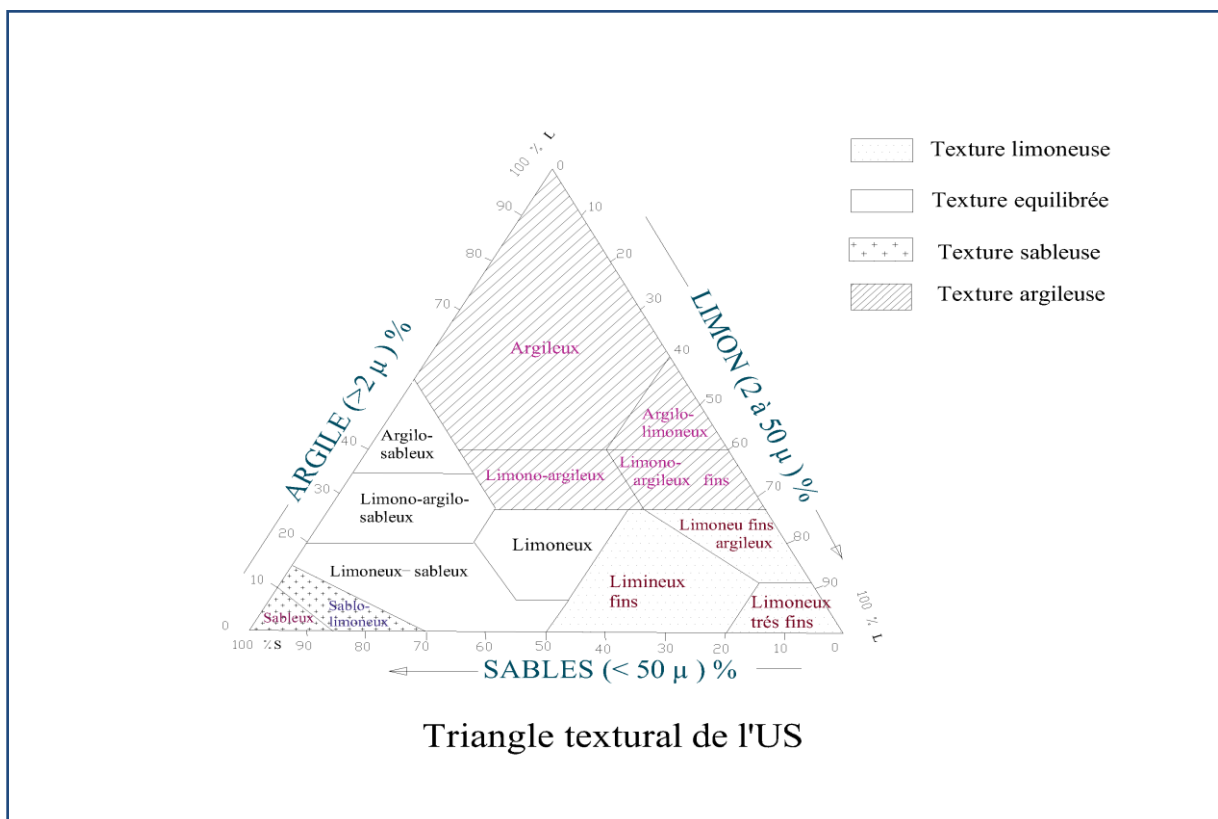 100 % L
0
90
10
80
20
70
30
40
50
60
70
80
90
100 % L
40
30
20
10
0
ARGILE (>2 µ) %
LIMON (2 à 50 µ) %
Argileux
Argilo-
limoneux
Argilo-
sableux
Limono-argileux
Limono-
argileux fins
Limono-argilo-
sableux
Limoneux
Limoneu fins
argileux
Limoneux- sableux
Limineux
fins
Limoneux
trés fins
Sableux
Sablo-
limoneux
100 % S 90 80 70 60 50 40 30 20 10 0
SABLES (< 50 µ ) %
Texture limoneuse
Texture equilibrée
Texture sableuse
Texture argileuse
Triangle textural de l'US